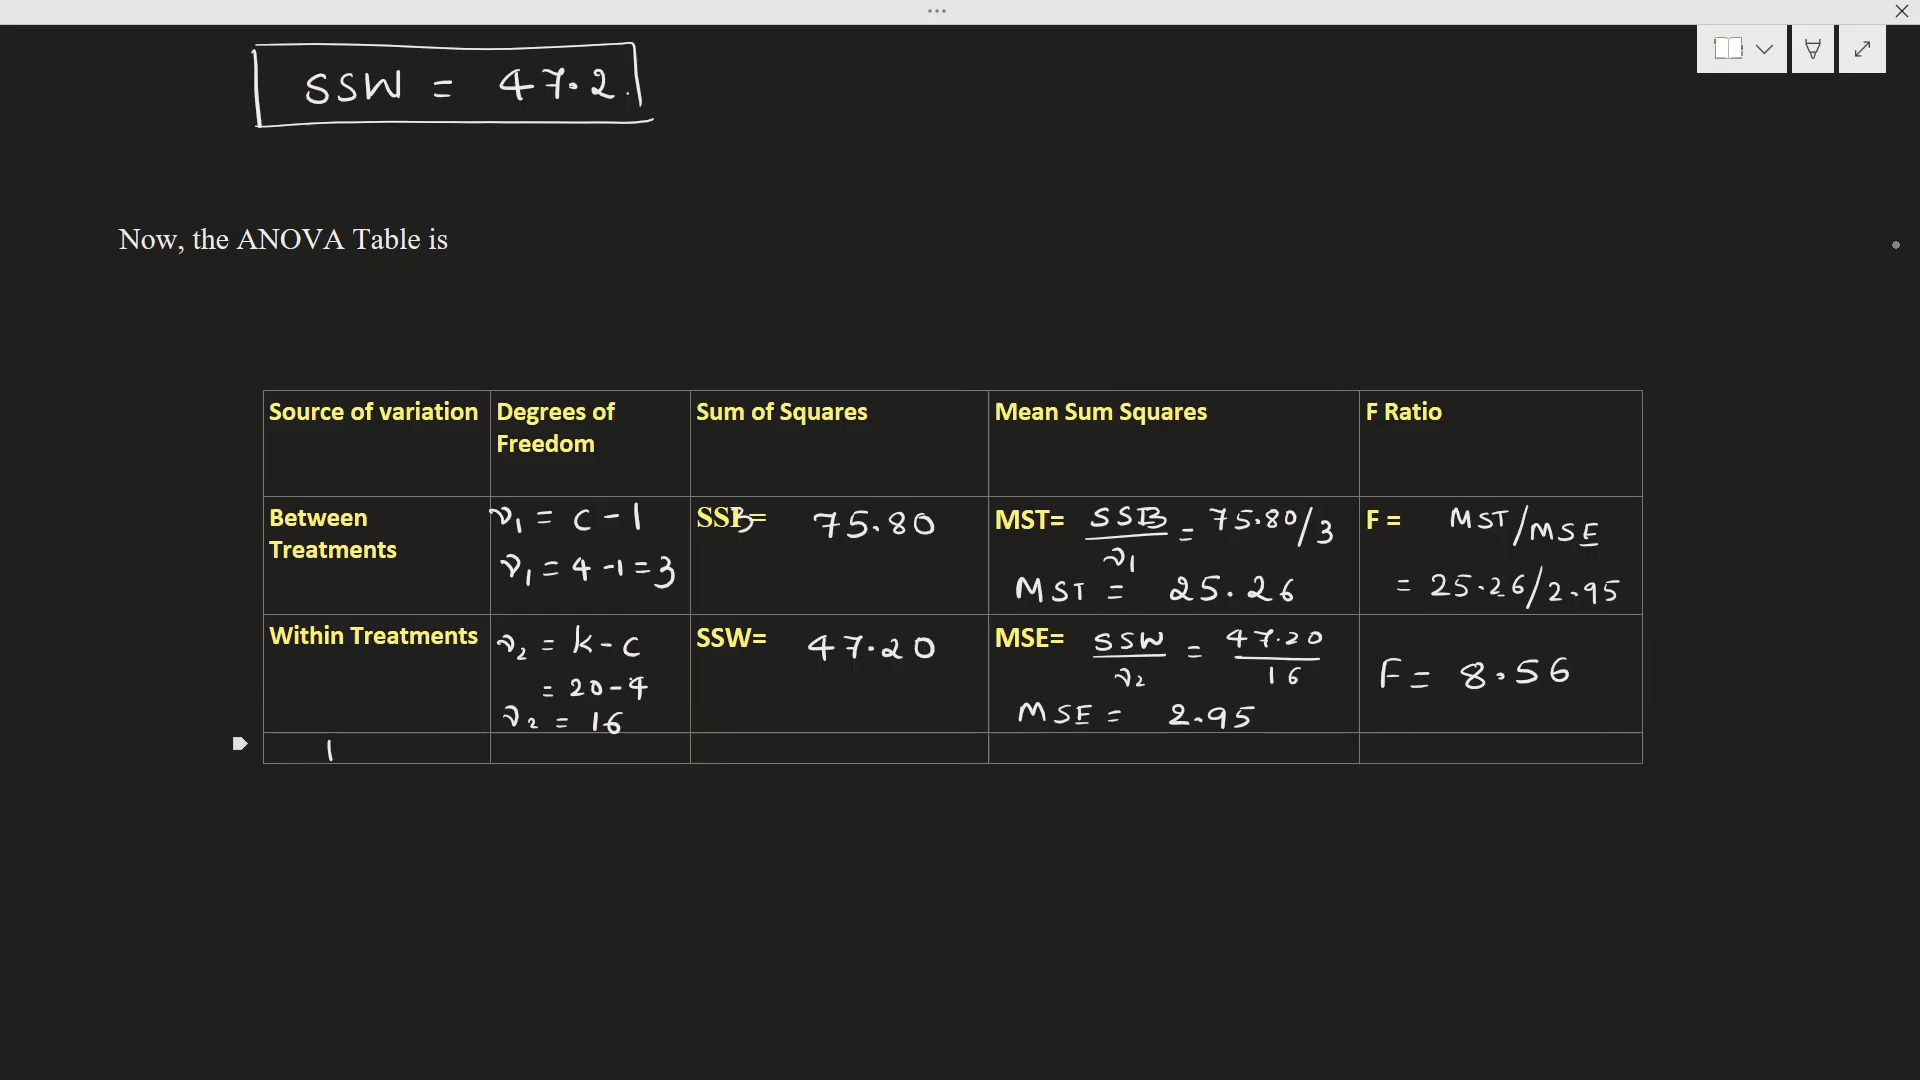 SSW = 47.2
Now, the ANOVA Table is
Source of variation
Degrees of
Freedom
Sum of Squares
Mean Sum Squares
F Ratio
Between
Treatments
ν₁ = c - 1
ν₁ = 4 - 1 = 3
SSB= 75.80
MST= SSB/ν₁ = 75.80/3
MST = 25.26
F = MST/MSE
= 25.26/2.95
Within Treatments
ν₂ = k - c
= 20 - 4
ν₂ = 16
SSW= 47.20
MSE= SSW/ν₂ = 47.20/16
MSE = 2.95
F = 8.56